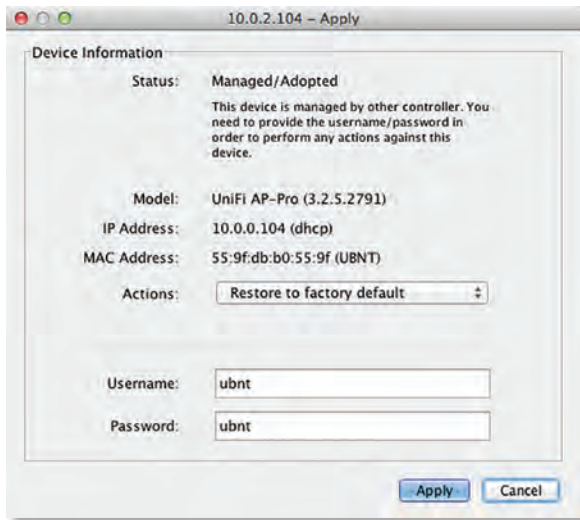 10.0.2.104 – Apply
Device Information
Status: Managed/Adopted
This device is managed by other controller. You
need to provide the username/password in
order to perform any actions against this
device.
Model: UniFi AP-Pro (3.2.5.2791)
IP Address: 10.0.0.104 (dhcp)
MAC Address: 55:9f:db:b0:55:9f (UBNT)
Actions: Restore to factory default
Username: ubnt
Password: ubnt
Apply Cancel